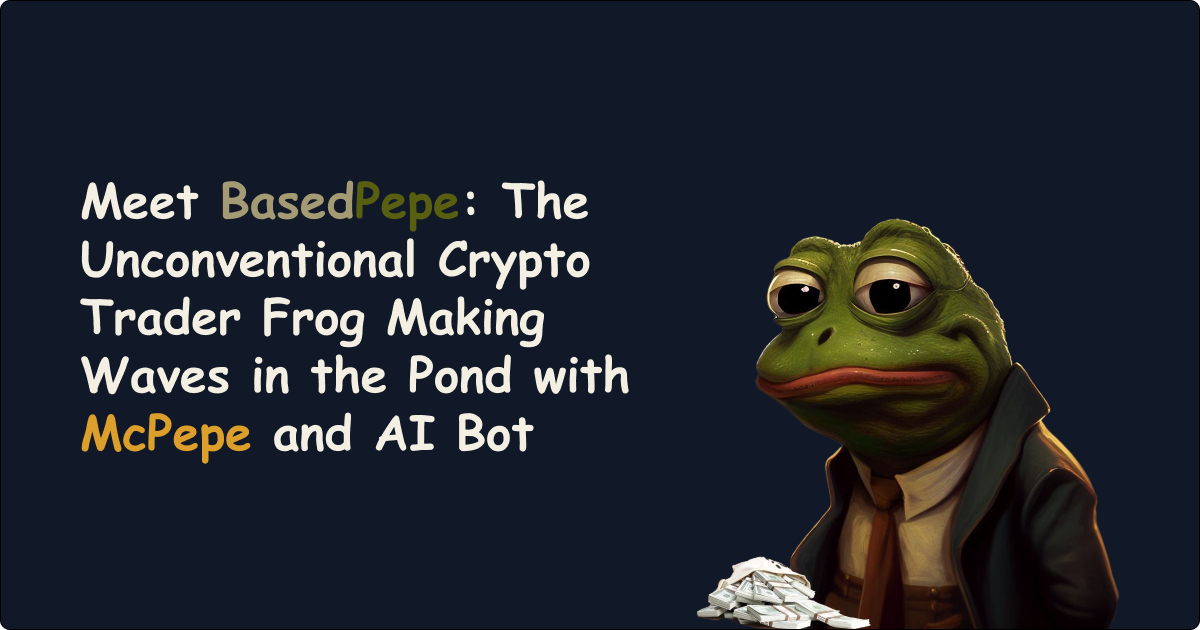 Meet BasedPepe: The
Unconventional Crypto
Trader Frog Making
Waves in the Pond with
McPepe and AI Bot